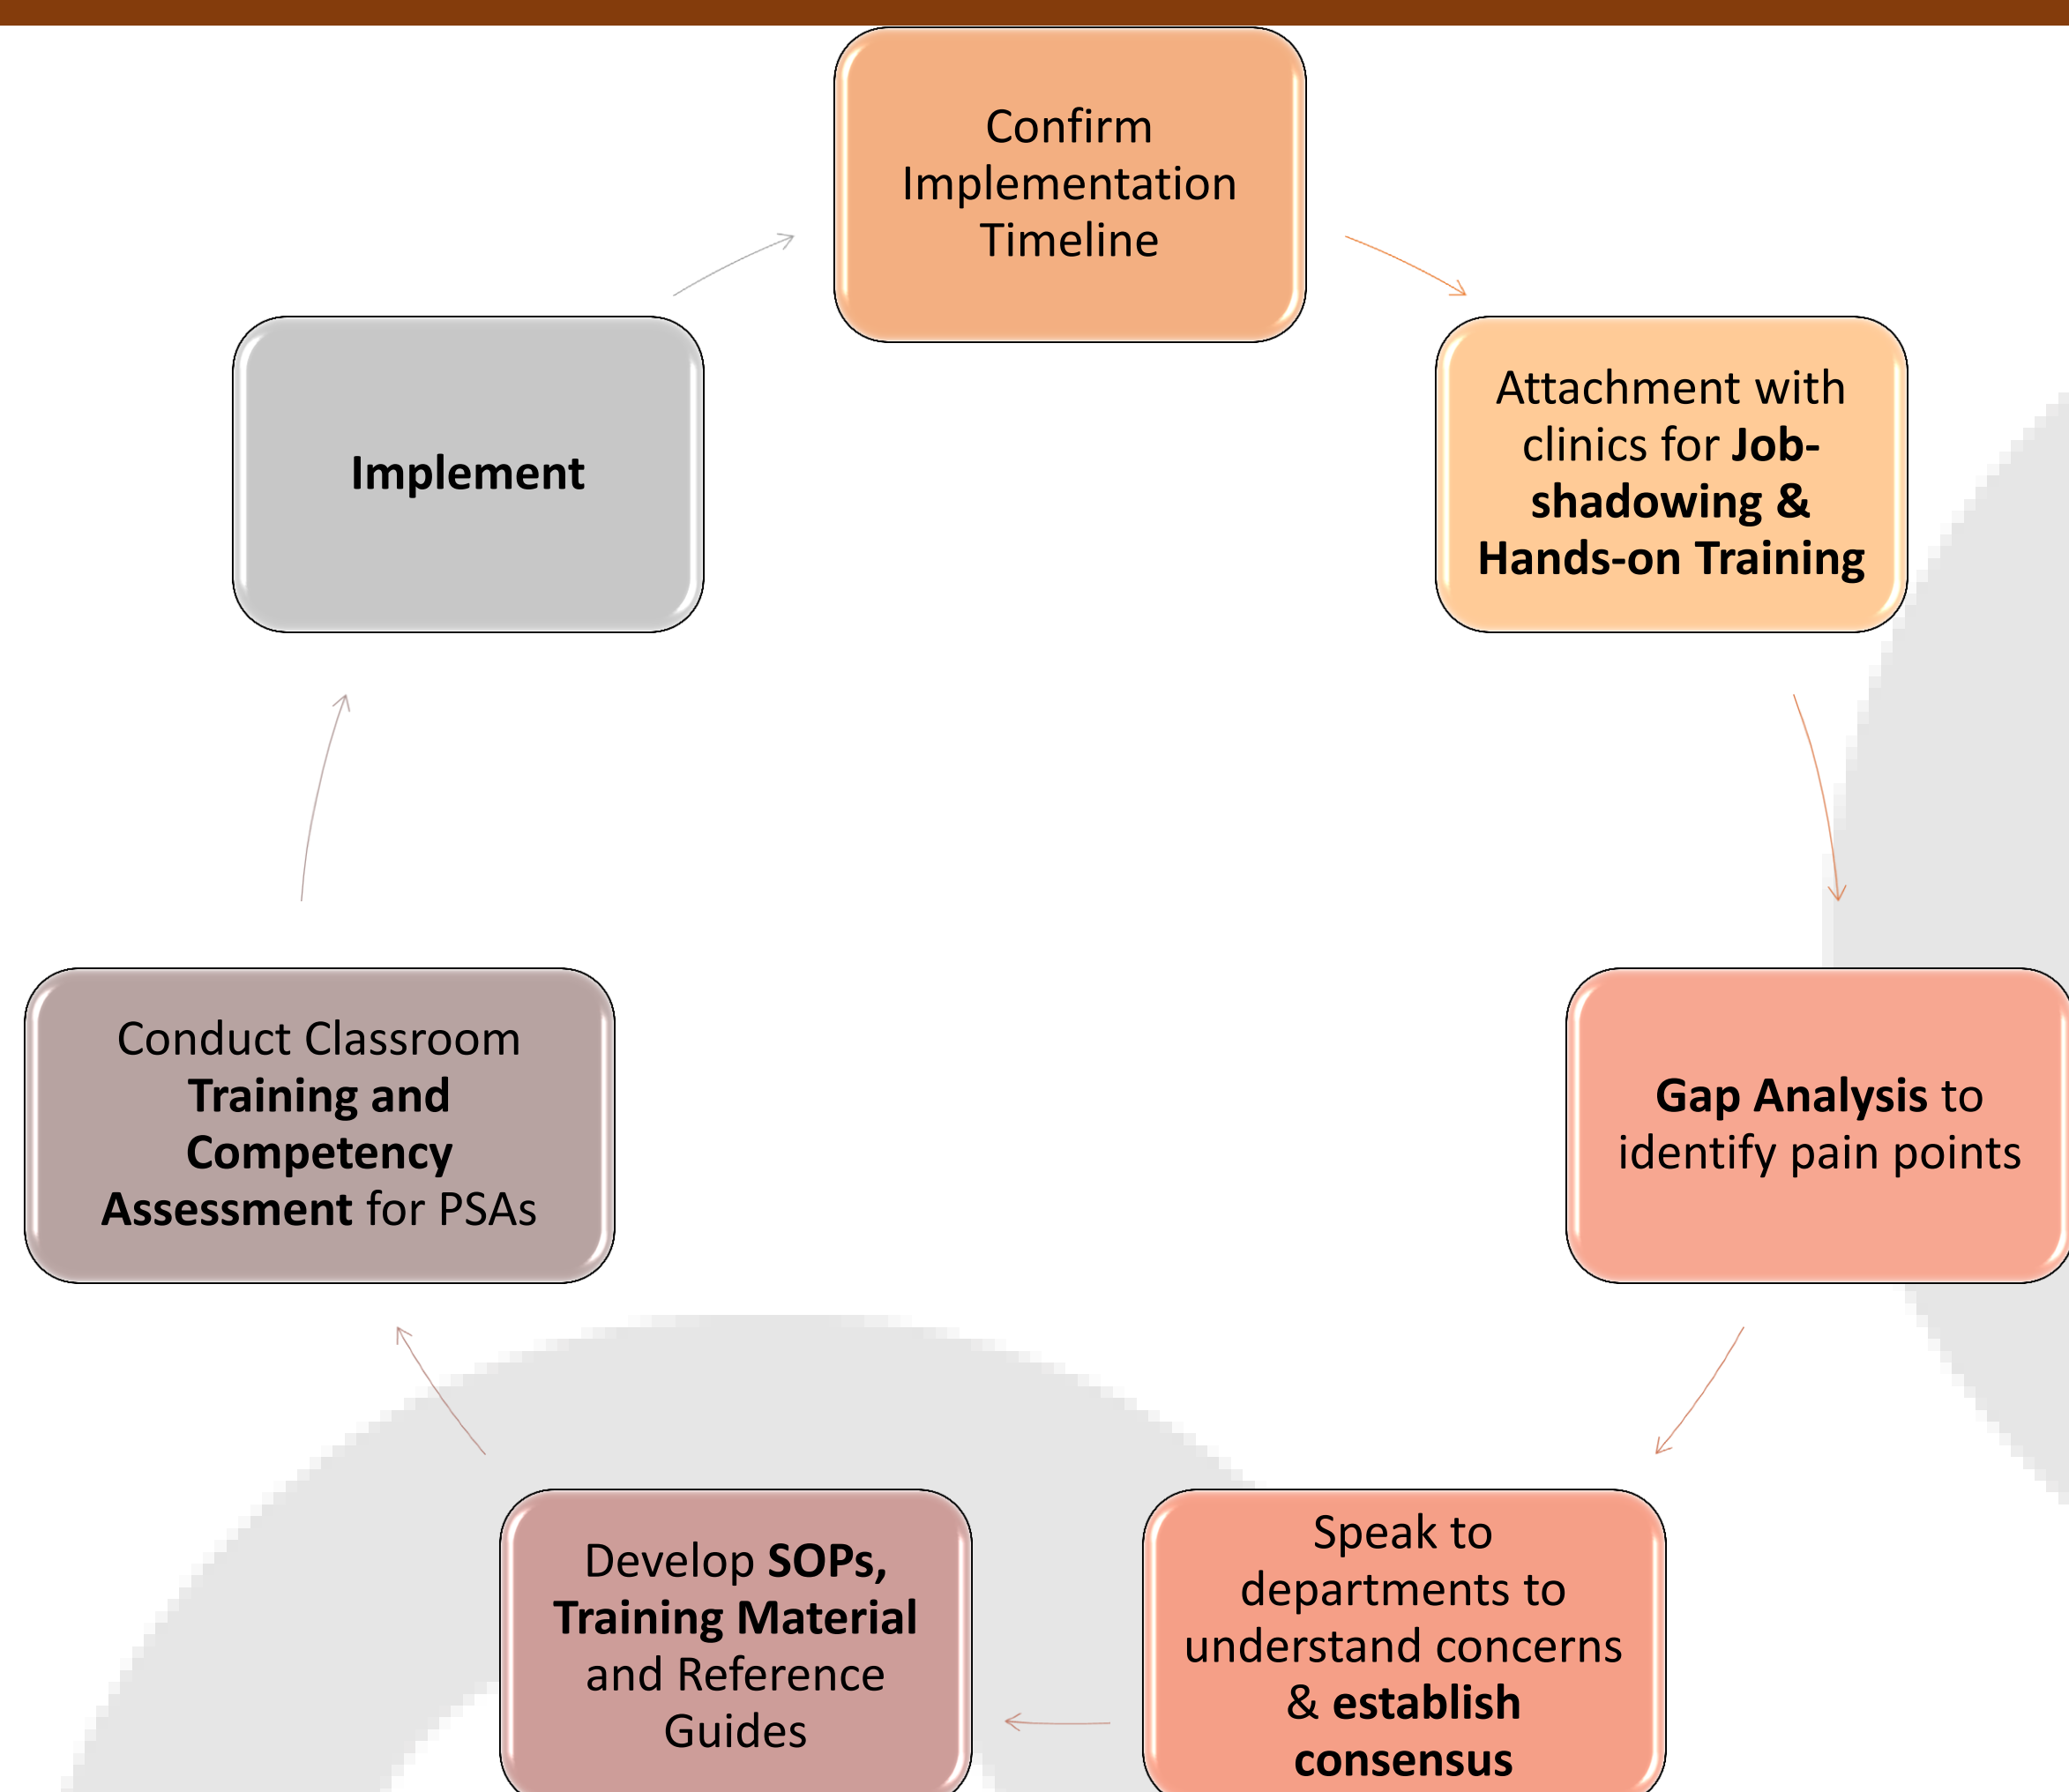 Confirm
Implementation
Timeline
Attachment with
clinics for Job-
shadowing &
Hands-on Training
Gap Analysis to
identify pain points
Speak to
departments to
understand concerns
& establish
consensus
Develop SOPs,
Training Material
and Reference
Guides
Conduct Classroom
Training and
Competency
Assessment for PSAs
Implement